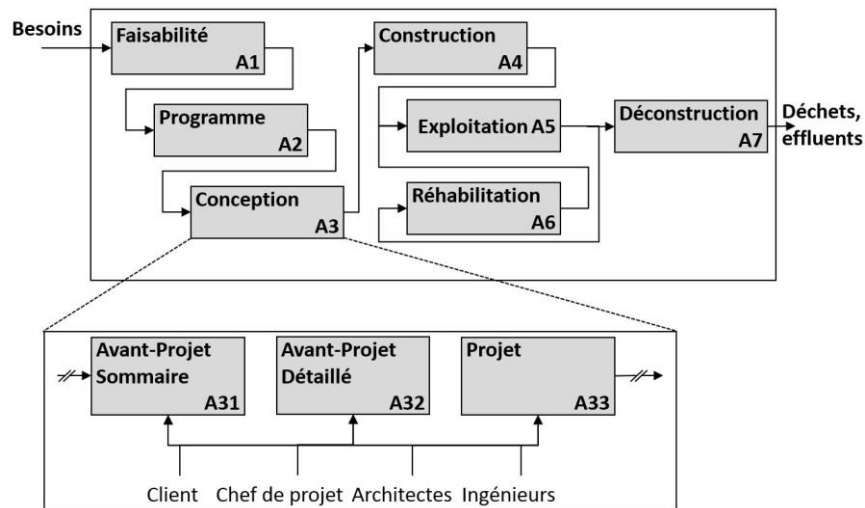 Besoins
Faisabilité
A1
Programme
A2
Conception
A3
Construction
A4
Exploitation A5
Réhabilitation
A6
Déconstruction
A7
Déchets,
effluents
Avant-Projet
Sommaire
A31
Avant-Projet
Détaillé
A32
Projet
A33
Client
Chef de projet
Architectes
Ingénieurs